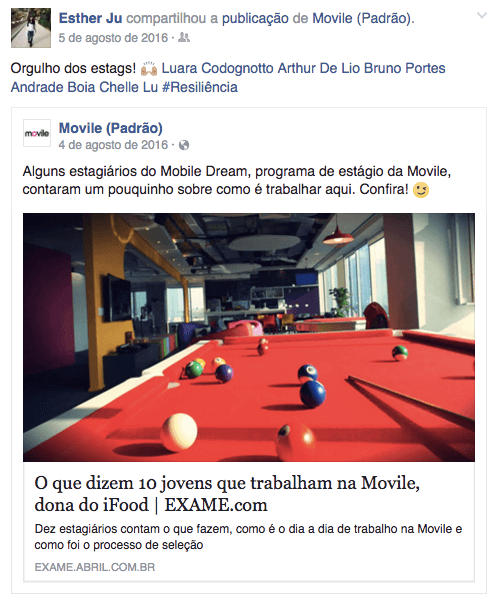 Esther Ju compartilhou a publicação de Movile (Padrão).
5 de agosto de 2016 ·
Orgulho dos estags! 🙌🏼 Luara Codognotto Arthur De Lio Bruno Portes
Andrade Boia Chelle Lu #Resiliência
movile
Movile (Padrão)
4 de agosto de 2016 ·
Alguns estagiários do Mobile Dream, programa de estágio da Movile,
contaram um pouquinho sobre como é trabalhar aqui. Confira! 😉
O que dizem 10 jovens que trabalham na Movile,
dona do iFood | EXAME.com
Dez estagiários contam o que fazem, como é o dia a dia de trabalho na Movile e
como foi o processo de seleção
EXAME.ABRIL.COM.BR